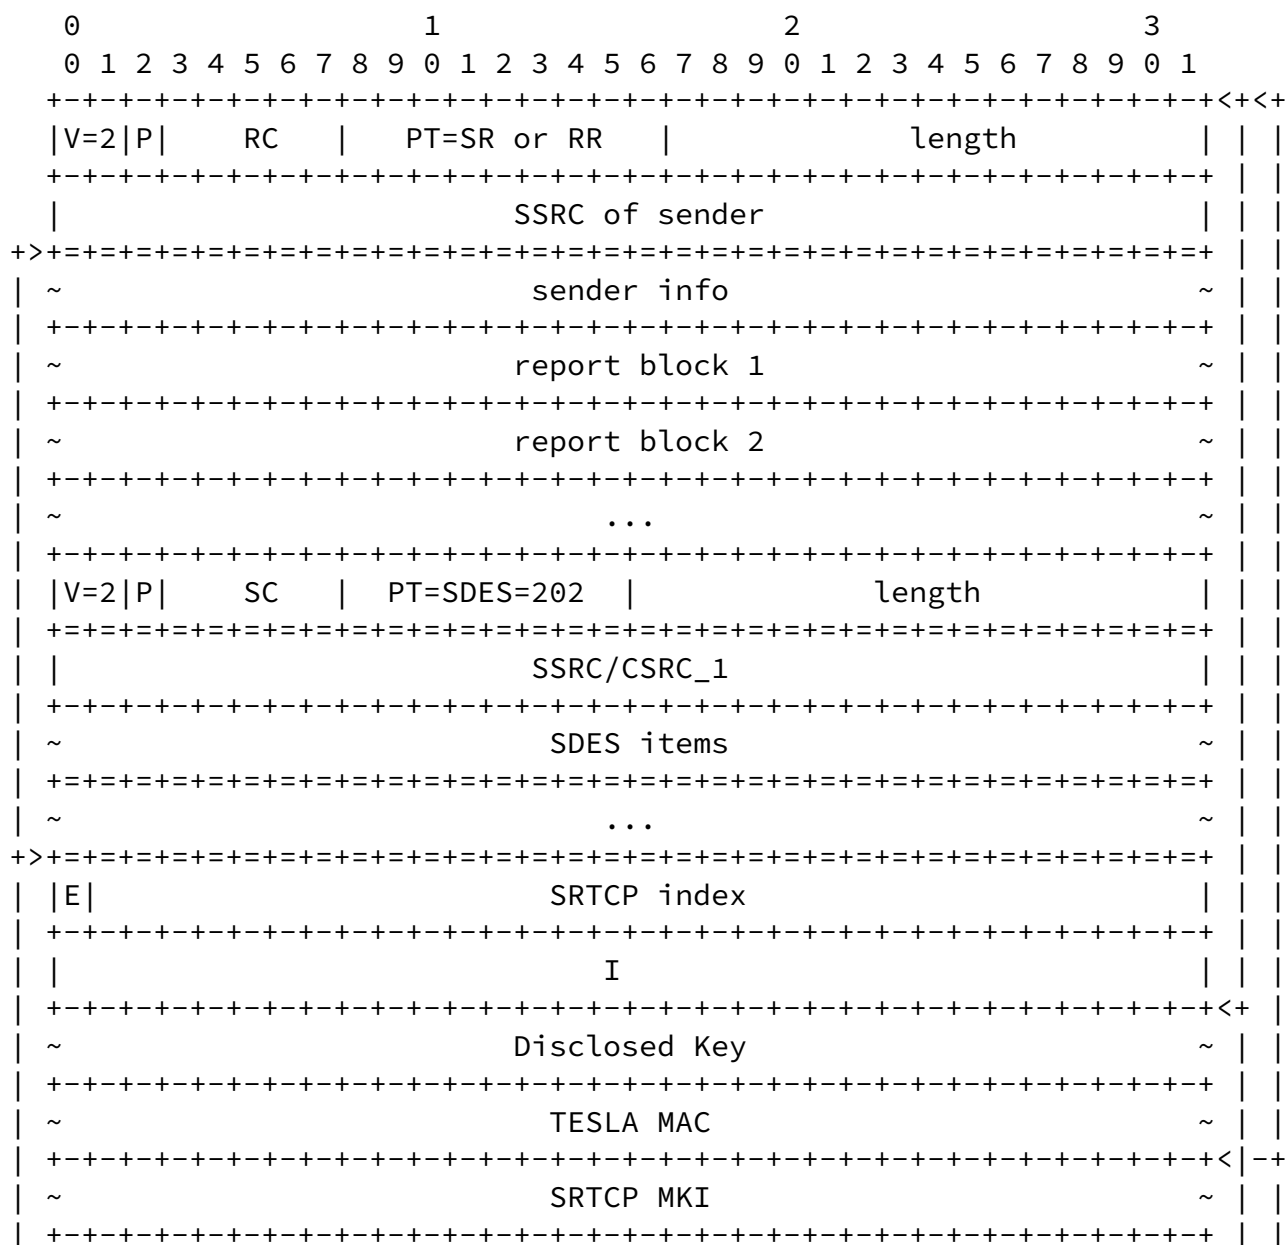 0                   1                   2                   3
    0 1 2 3 4 5 6 7 8 9 0 1 2 3 4 5 6 7 8 9 0 1 2 3 4 5 6 7 8 9 0 1
   +-+-+-+-+-+-+-+-+-+-+-+-+-+-+-+-+-+-+-+-+-+-+-+-+-+-+-+-+-+-+-+-+<+<+
   |V=2|P|    RC   |   PT=SR or RR   |             length          | | |
   +-+-+-+-+-+-+-+-+-+-+-+-+-+-+-+-+-+-+-+-+-+-+-+-+-+-+-+-+-+-+-+-+ | |
   |                         SSRC of sender                        | | |
 +>+=+=+=+=+=+=+=+=+=+=+=+=+=+=+=+=+=+=+=+=+=+=+=+=+=+=+=+=+=+=+=+=+ | |
 | ~                          sender info                          ~ | |
 | +-+-+-+-+-+-+-+-+-+-+-+-+-+-+-+-+-+-+-+-+-+-+-+-+-+-+-+-+-+-+-+-+ | |
 | ~                         report block 1                        ~ | |
 | +-+-+-+-+-+-+-+-+-+-+-+-+-+-+-+-+-+-+-+-+-+-+-+-+-+-+-+-+-+-+-+-+ | |
 | ~                         report block 2                        ~ | |
 | +-+-+-+-+-+-+-+-+-+-+-+-+-+-+-+-+-+-+-+-+-+-+-+-+-+-+-+-+-+-+-+-+ | |
 | ~                              ...                              ~ | |
 | +-+-+-+-+-+-+-+-+-+-+-+-+-+-+-+-+-+-+-+-+-+-+-+-+-+-+-+-+-+-+-+-+ | |
 | |V=2|P|    SC   |  PT=SDES=202  |             length            | | |
 | +=+=+=+=+=+=+=+=+=+=+=+=+=+=+=+=+=+=+=+=+=+=+=+=+=+=+=+=+=+=+=+=+ | |
 | |                          SSRC/CSRC_1                          | | |
 | +-+-+-+-+-+-+-+-+-+-+-+-+-+-+-+-+-+-+-+-+-+-+-+-+-+-+-+-+-+-+-+-+ | |
 | ~                           SDES items                          ~ | |
 | +=+=+=+=+=+=+=+=+=+=+=+=+=+=+=+=+=+=+=+=+=+=+=+=+=+=+=+=+=+=+=+=+ | |
 | ~                              ...                              ~ | |
 +>+=+=+=+=+=+=+=+=+=+=+=+=+=+=+=+=+=+=+=+=+=+=+=+=+=+=+=+=+=+=+=+=+ | |
 | |E|                         SRTCP index                         | | |
 | +-+-+-+-+-+-+-+-+-+-+-+-+-+-+-+-+-+-+-+-+-+-+-+-+-+-+-+-+-+-+-+-+ | |
 | |                              I                                | | |
 | +-+-+-+-+-+-+-+-+-+-+-+-+-+-+-+-+-+-+-+-+-+-+-+-+-+-+-+-+-+-+-+-+<+ |
 | ~                         Disclosed Key                         ~ | |
 | +-+-+-+-+-+-+-+-+-+-+-+-+-+-+-+-+-+-+-+-+-+-+-+-+-+-+-+-+-+-+-+-+ | |
 | ~                           TESLA MAC                           ~ | |
 | +-+-+-+-+-+-+-+-+-+-+-+-+-+-+-+-+-+-+-+-+-+-+-+-+-+-+-+-+-+-+-+-+<|-+
 | ~                           SRTCP MKI                           ~ | |
 | +-+-+-+-+-+-+-+-+-+-+-+-+-+-+-+-+-+-+-+-+-+-+-+-+-+-+-+-+-+-+-+-+ | |